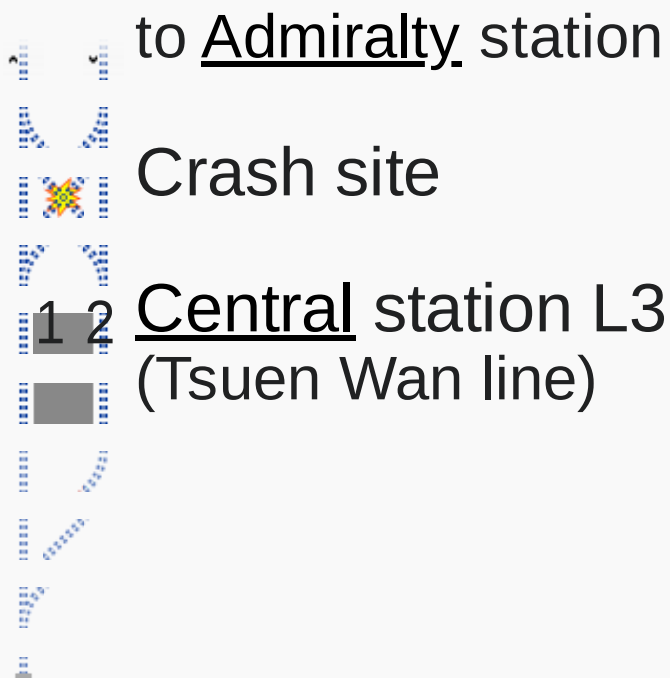 to Admiralty station
Crash site
1 2 Central station L3
(Tsuen Wan line)